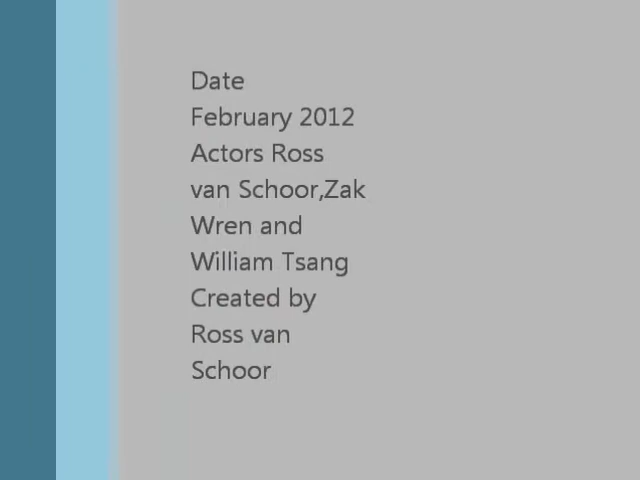 Date
February 2012
Actors Ross
van Schoor,Zak
Wren and
William Tsang
Created by
Ross van
Schoor